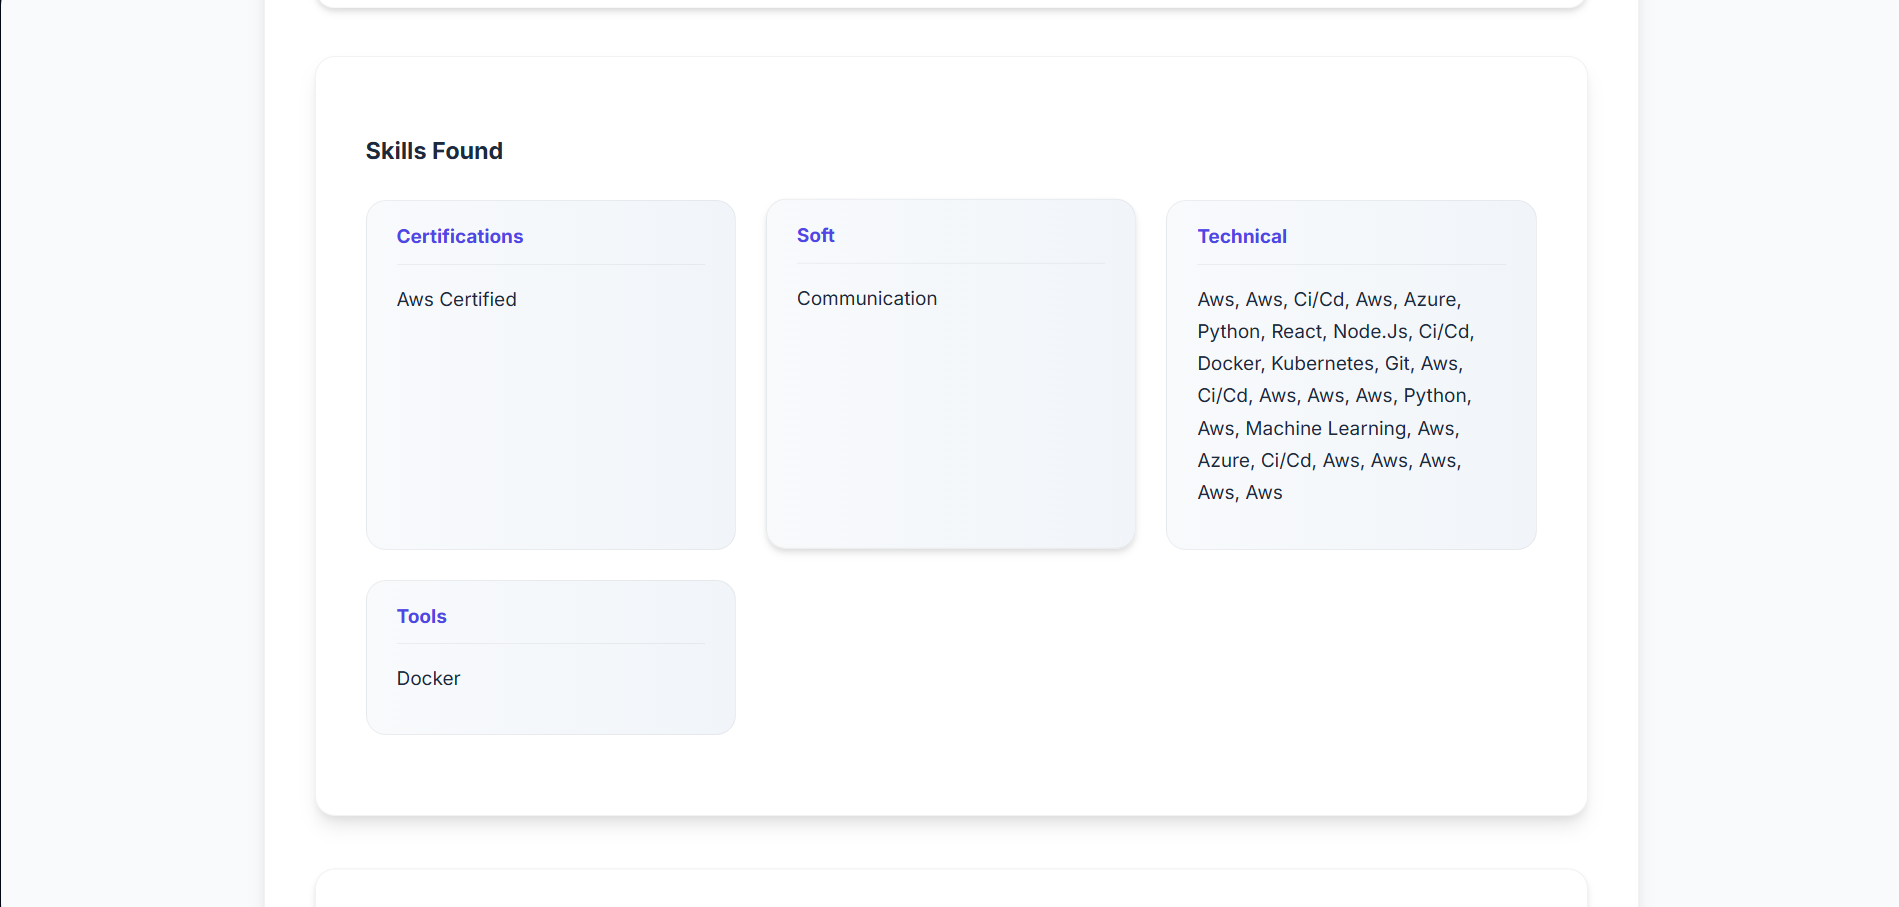 Skills Found
Certifications
Aws Certified
Soft
Communication
Technical
Aws, Aws, Ci/Cd, Aws, Azure,
Python, React, Node.Js, Ci/Cd,
Docker, Kubernetes, Git, Aws,
Ci/Cd, Aws, Aws, Aws, Python,
Aws, Machine Learning, Aws,
Azure, Ci/Cd, Aws, Aws, Aws,
Aws, Aws
Tools
Docker